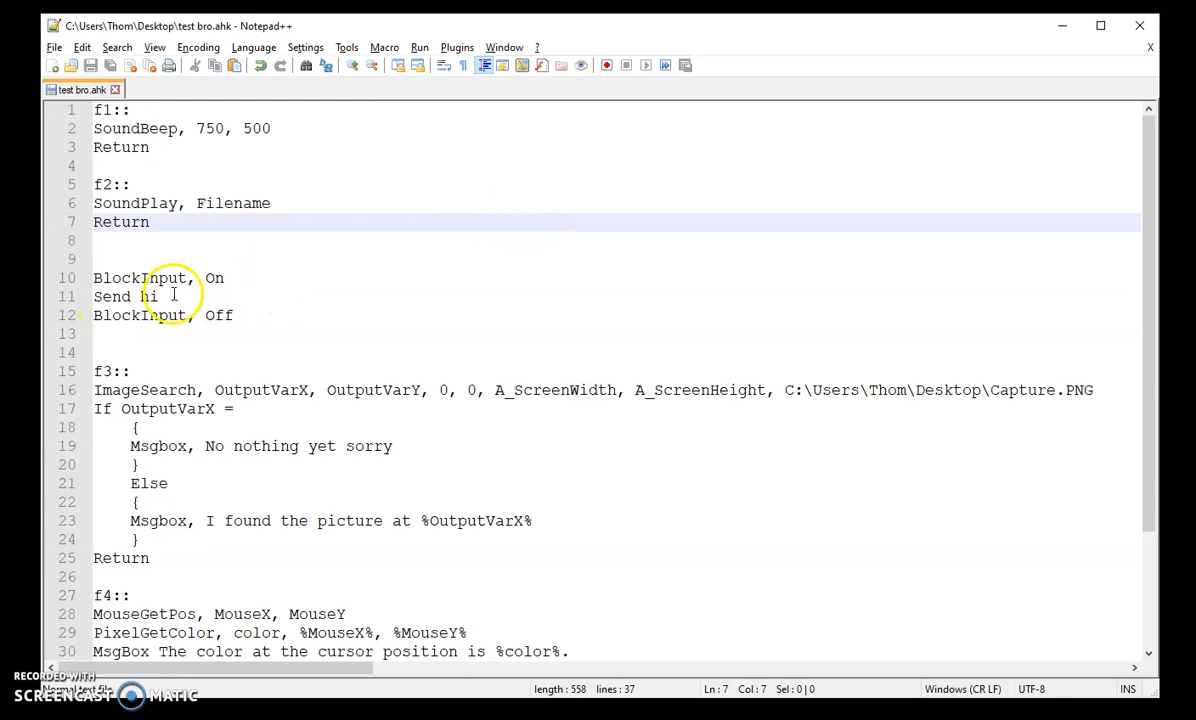 C:\Users\Thom\Desktop\test bro.ahk - Notepad++
File Edit Search View Encoding Language Settings Tools Macro Run Plugins Window ? X
test bro.ahk
1 f1::
2 SoundBeep, 750, 500
3 Return
4
5 f2::
6 SoundPlay, Filename
7 Return
8
9
10 BlockInput, On
11 Send hi
12 BlockInput, Off
13
14
15 f3::
16 ImageSearch, OutputVarX, OutputVarY, 0, 0, A_ScreenWidth, A_ScreenHeight, C:\Users\Thom\Desktop\Capture.PNG
17 If OutputVarX =
18 {
19 Msgbox, No nothing yet sorry
20 }
21 Else
22 {
23 Msgbox, I found the picture at %OutputVarX%
24 }
25 Return
26
27 f4::
28 MouseGetPos, MouseX, MouseY
29 PixelGetColor, color, %MouseX%, %MouseY%
30 MsgBox The color at the cursor position is %color%.
RECORDED WITH
SCREENCAST MATIC
Normal text file length : 558 lines : 37 Ln : 7 Col : 7 Sel : 0 | 0 Windows (CR LF) UTF-8 INS